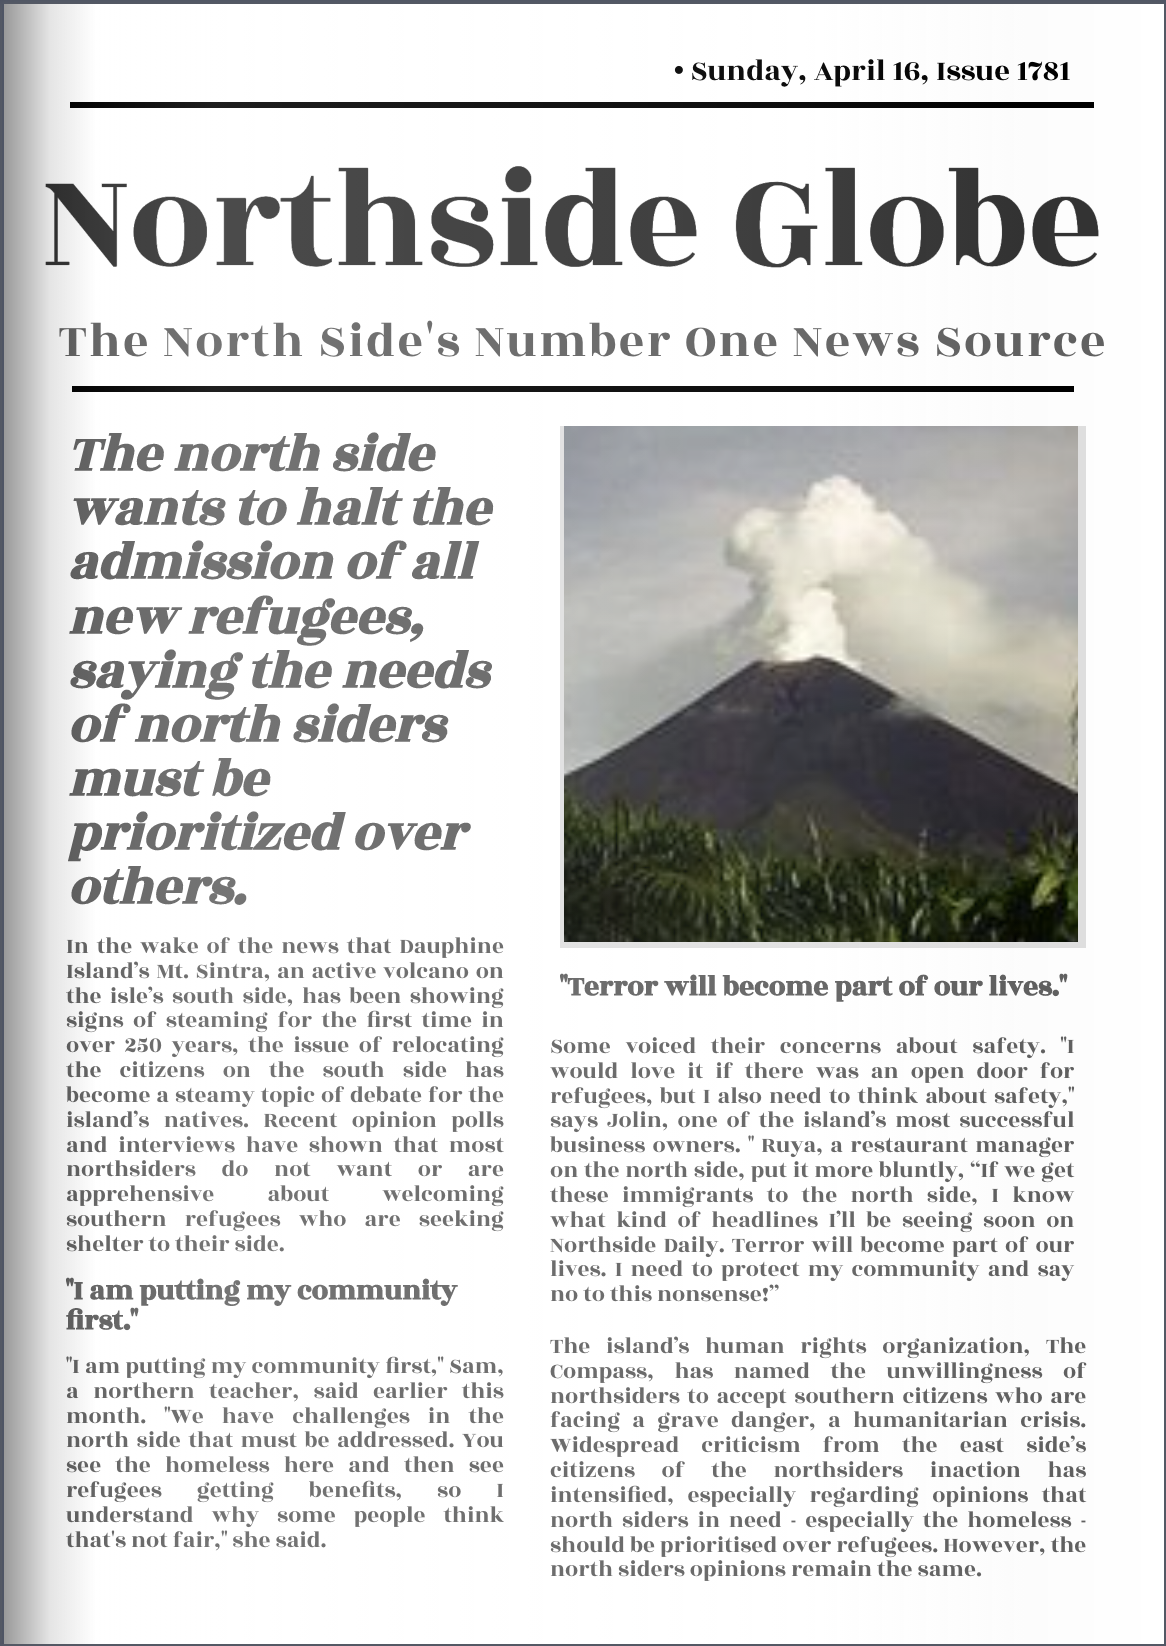 • Sunday, April 16, Issue 1781
Northside Globe
The North Side's Number One News Source
The north side
wants to halt the
admission of all
new refugees,
saying the needs
of north siders
must be
prioritized over
others.
In the wake of the news that Dauphine
Island’s Mt. Sintra, an active volcano on
the isle’s south side, has been showing
signs of steaming for the first time in
over 250 years, the issue of relocating
the citizens on the south side has
become a steamy topic of debate for the
island’s natives. Recent opinion polls
and interviews have shown that most
northsiders do not want or are
apprehensive about welcoming
southern refugees who are seeking
shelter to their side.
"I am putting my community
first."
"I am putting my community first," Sam,
a northern teacher, said earlier this
month. "We have challenges in the
north side that must be addressed. You
see the homeless here and then see
refugees getting benefits, so I
understand why some people think
that's not fair," she said.
"Terror will become part of our lives."
Some voiced their concerns about safety. "I
would love it if there was an open door for
refugees, but I also need to think about safety,"
says Jolin, one of the island’s most successful
business owners. " Ruya, a restaurant manager
on the north side, put it more bluntly, “If we get
these immigrants to the north side, I know
what kind of headlines I’ll be seeing soon on
Northside Daily. Terror will become part of our
lives. I need to protect my community and say
no to this nonsense!”
The island’s human rights organization, The
Compass, has named the unwillingness of
northsiders to accept southern citizens who are
facing a grave danger, a humanitarian crisis.
Widespread criticism from the east side’s
citizens of the northsiders inaction has
intensified, especially regarding opinions that
north siders in need - especially the homeless -
should be prioritised over refugees. However, the
north siders opinions remain the same.